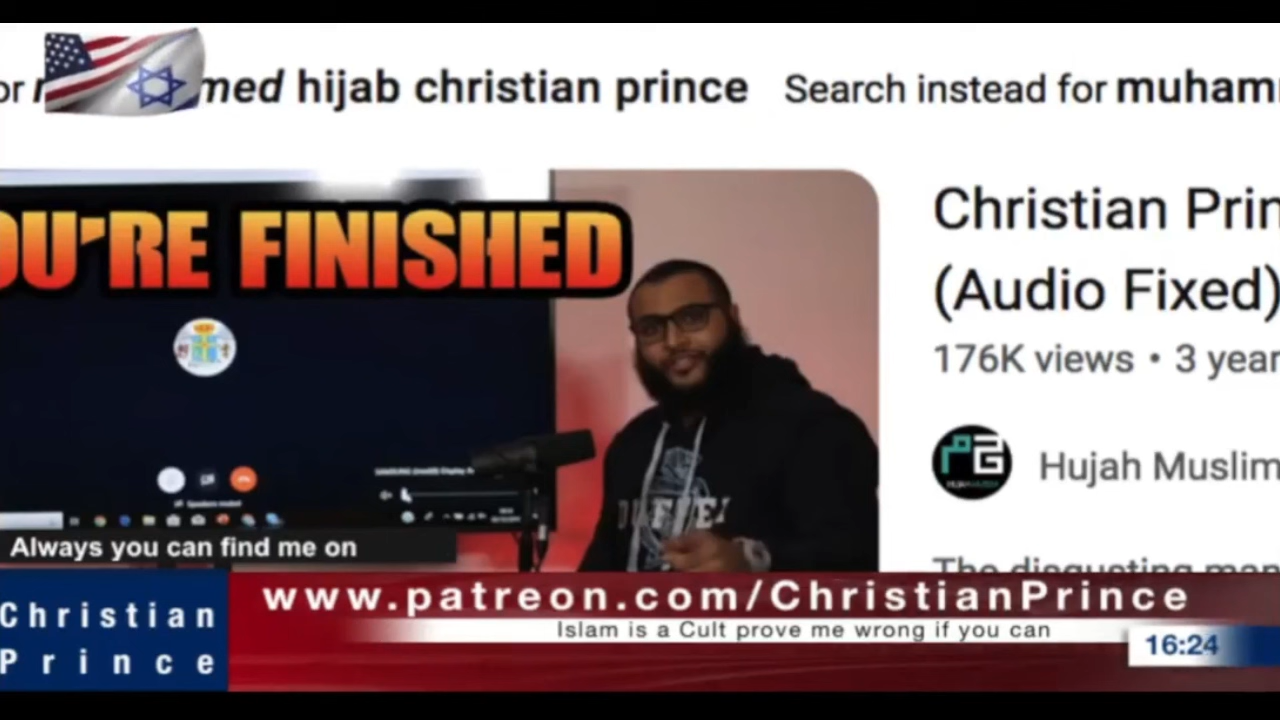 med hijab christian prince Search instead for muham
OU'RE FINISHED
Christian Prin
(Audio Fixed)
176K views • 3 year
Hujah Muslim
Always you can find me on
www.patreon.com/ChristianPrince
Christian
Prince
Islam is a Cult prove me wrong if you can
16:24